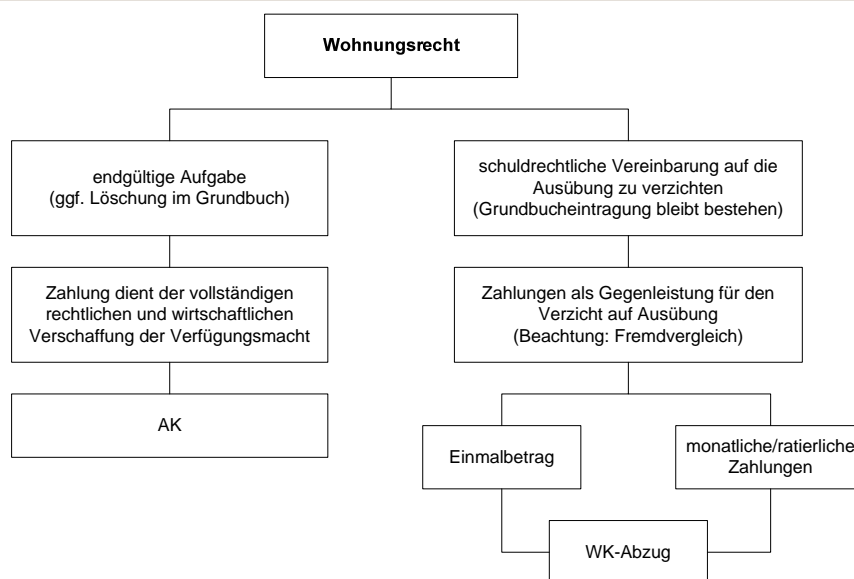 Wohnungsrecht
endgültige Aufgabe
(ggf. Löschung im Grundbuch)
schuldrechtliche Vereinbarung auf die
Ausübung zu verzichten
(Grundbucheintragung bleibt bestehen)
Zahlung dient der vollständigen
rechtlichen und wirtschaftlichen
Verschaffung der Verfügungsmacht
Zahlungen als Gegenleistung für den
Verzicht auf Ausübung
(Beachtung: Fremdvergleich)
AK
Einmalbetrag
monatliche/ratierliche
Zahlungen
WK-Abzug